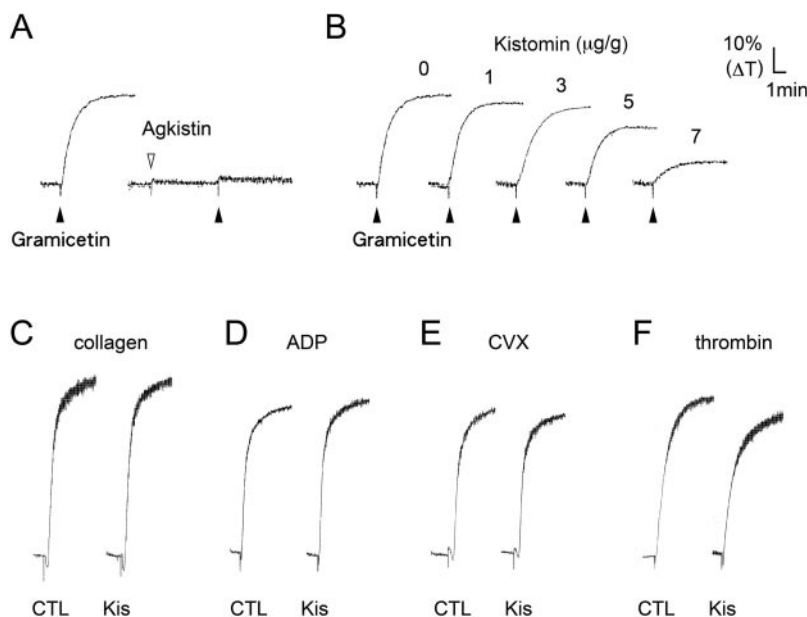 A
Agkistin
Gramicetin
B
Kistomin (μg/g)
0
1
3
5
7
10%
(ΔT)
1min
Gramicetin
C
collagen
CTL Kis
D
ADP
CTL Kis
E
CVX
CTL Kis
F
thrombin
CTL Kis